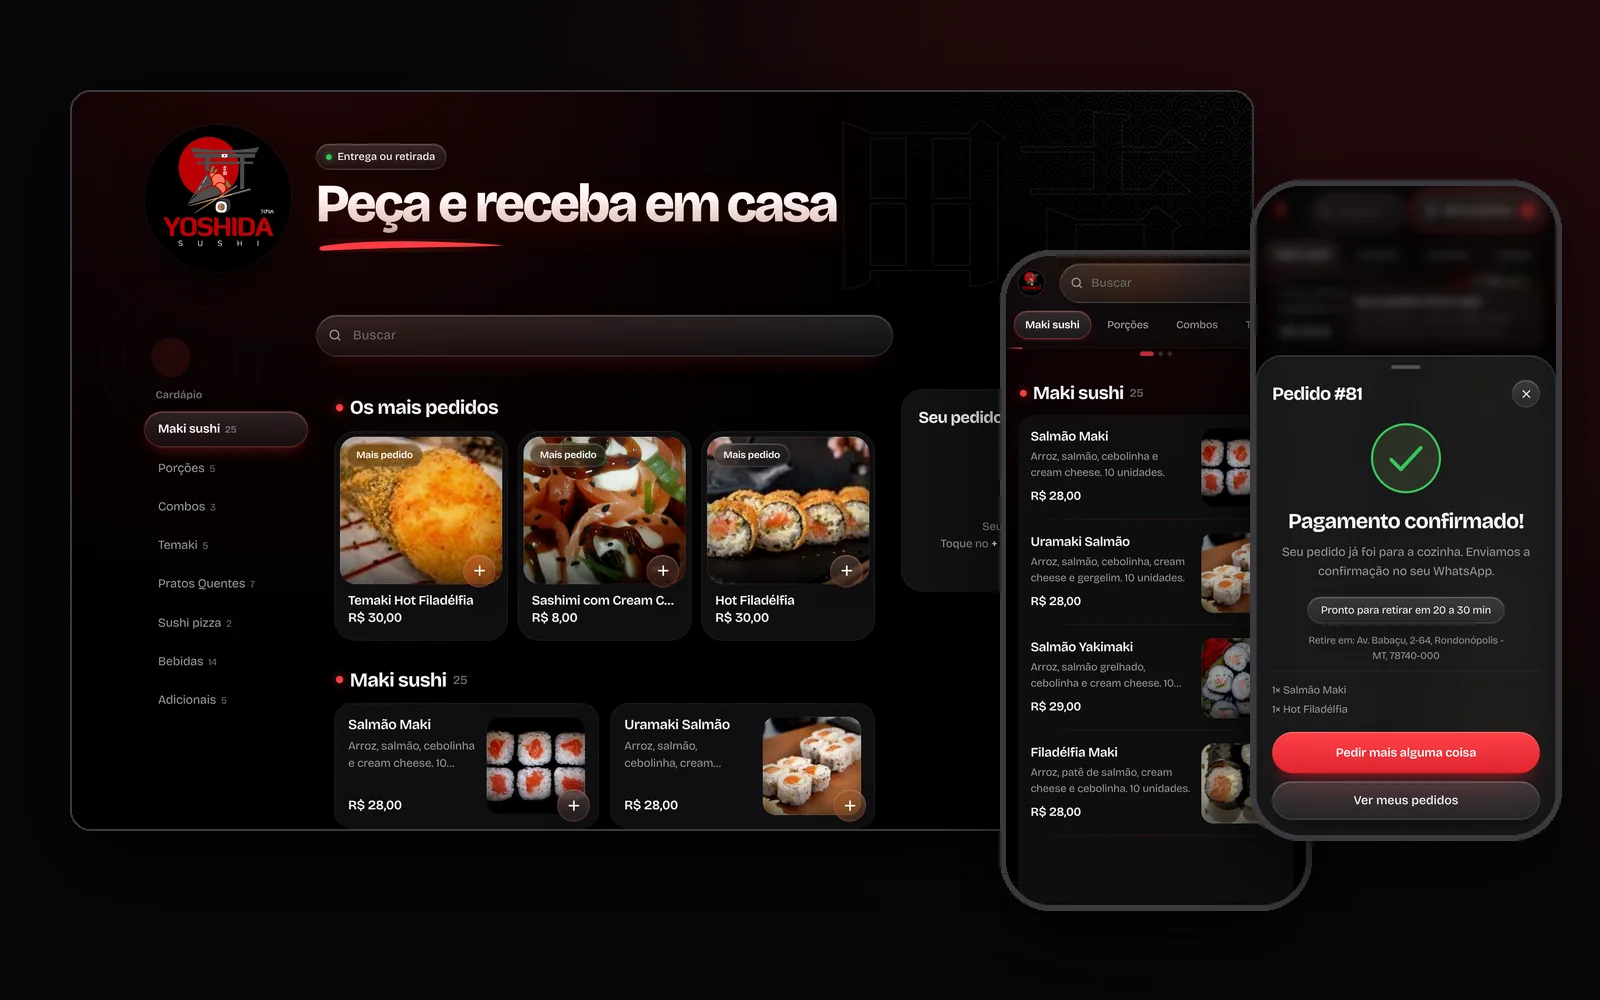 YOSHIDA
SUSHI
Entrega ou retirada
Peça e receba em casa
Buscar
Cardápio
Maki sushi 25
Porções 5
Combos 3
Temaki 5
Pratos Quentes 7
Sushi pizza 2
Bebidas 14
Adicionais 5
Os mais pedidos
Mais pedido
Temaki Hot Filadélfia
R$ 30,00
Mais pedido
Sashimi com Cream C...
R$ 8,00
Mais pedido
Hot Filadélfia
R$ 30,00
Maki sushi 25
Salmão Maki
Arroz, salmão, cebolinha
e cream cheese. 10...
R$ 28,00
Uramaki Salmão
Arroz, salmão,
cebolinha, cream...
R$ 28,00
Seu pedido
Seu
Toque no +
Buscar
Maki sushi
Porções
Combos
T
Maki sushi 25
Salmão Maki
Arroz, salmão, cebolinha e
cream cheese. 10 unidades.
R$ 28,00
Uramaki Salmão
Arroz, salmão, cebolinha, cream
cheese e gergelim. 10 unidades.
R$ 28,00
Salmão Yakimaki
Arroz, salmão grelhado,
cebolinha e cream cheese. 10...
R$ 29,00
Filadélfia Maki
Arroz, patê de salmão, cream
cheese e cebolinha. 10 unidades.
R$ 28,00
Pedido #81
Pagamento confirmado!
Seu pedido já foi para a cozinha. Enviamos a
confirmação no seu WhatsApp.
Pronto para retirar em 20 a 30 min
Retire em: Av. Babaçu, 2-64, Rondonópolis -
MT, 78740-000
1× Salmão Maki
1× Hot Filadélfia
Pedir mais alguma coisa
Ver meus pedidos